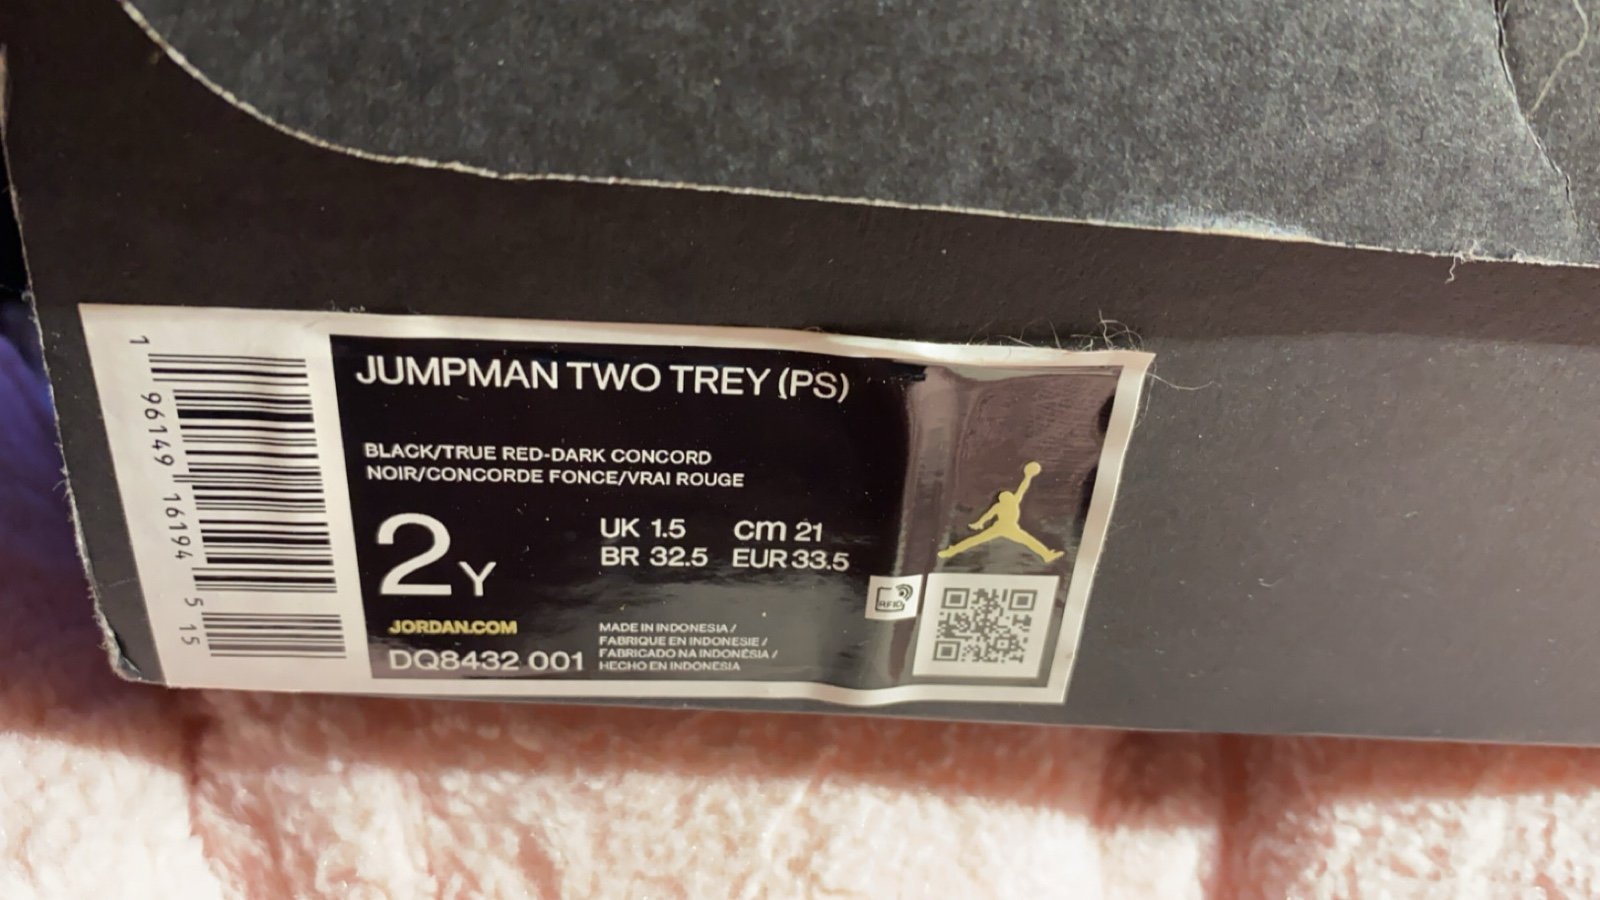 1 96149 16194 5 15
JUMPMAN TWO TREY (PS)
BLACK/TRUE RED-DARK CONCORD
NOIR/CONCORDE FONCE/VRAI ROUGE
2Y
UK 1.5 cm 21
BR 32.5 EUR 33.5
JORDAN.COM
DQ8432 001
MADE IN INDONESIA /
FABRIQUE EN INDONESIE /
FABRICADO NA INDONÉSIA /
HECHO EN INDONESIA
RFID